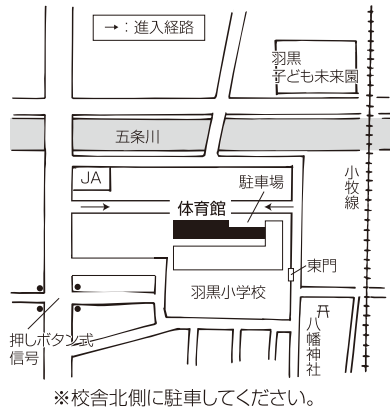 →：進入経路
羽黒
子ども未来園
五条川
JA
駐車場
体育館
小牧線
東門
羽黒小学校
押しボタン式
信号
八幡神社
※校舎北側に駐車してください。